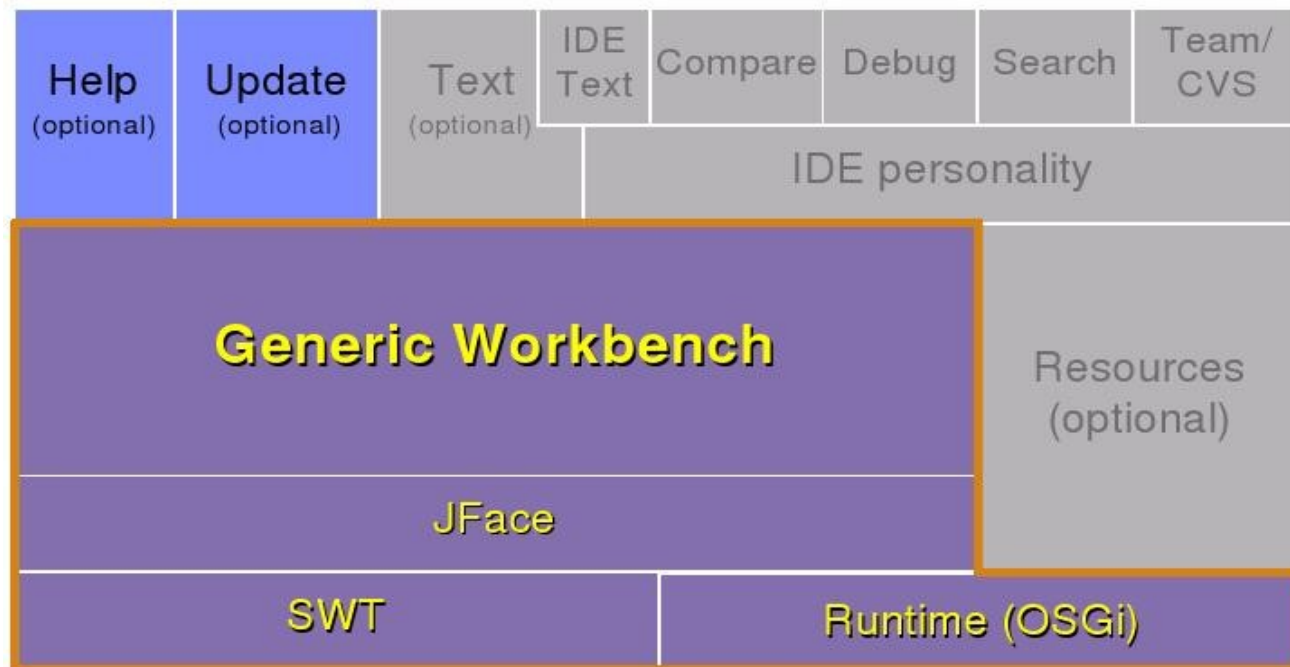 Help
(optional)
Update
(optional)
Text
(optional)
IDE
Text
Compare
Debug
Search
Team/
CVS
IDE personality
Generic Workbench
Resources
(optional)
JFace
SWT
Runtime (OSGi)